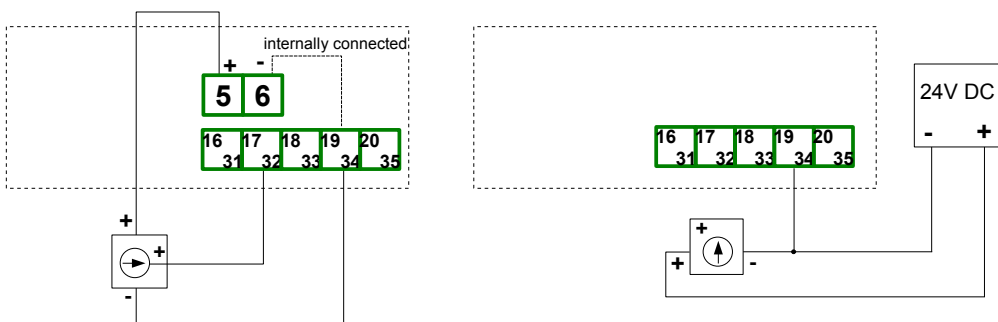 internally connected
+ -
5 6
16 17 18 19 20
31 32 33 34 35
+
+
-
24V DC
- +
16 17 18 19 20
31 32 33 34 35
+
+ -